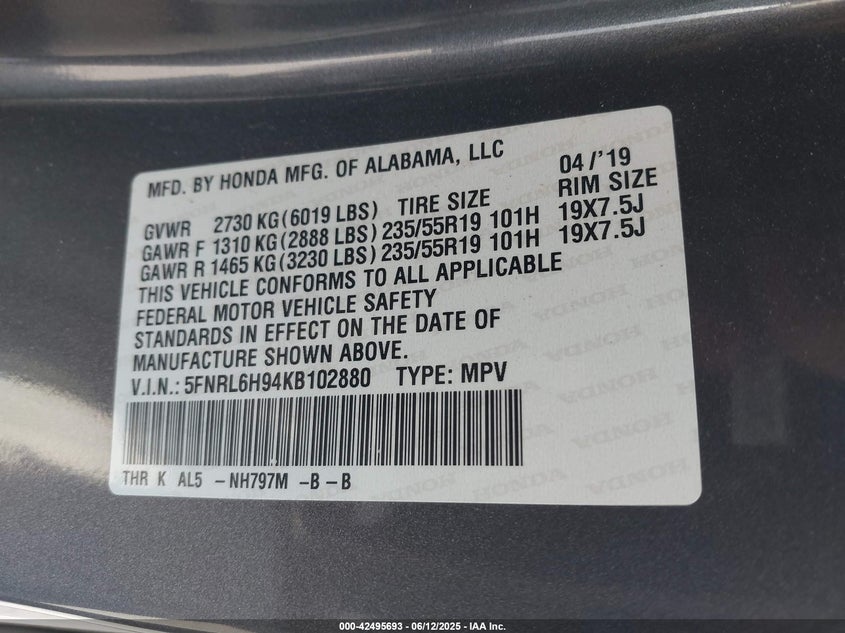 MFD. BY HONDA MFG. OF ALABAMA, LLC 04/'19
GVWR 2730 KG(6019 LBS) TIRE SIZE RIM SIZE
GAWR F 1310 KG(2888 LBS) 235/55R19 101H 19X7.5J
GAWR R 1465 KG(3230 LBS) 235/55R19 101H 19X7.5J
THIS VEHICLE CONFORMS TO ALL APPLICABLE
FEDERAL MOTOR VEHICLE SAFETY
STANDARDS IN EFFECT ON THE DATE OF
MANUFACTURE SHOWN ABOVE.
V.I.N.: 5FNRL6H94KB102880 TYPE: MPV
THR K AL5 -NH797M -B-B
000-42495693 - 06/12/2025 - IAA Inc.